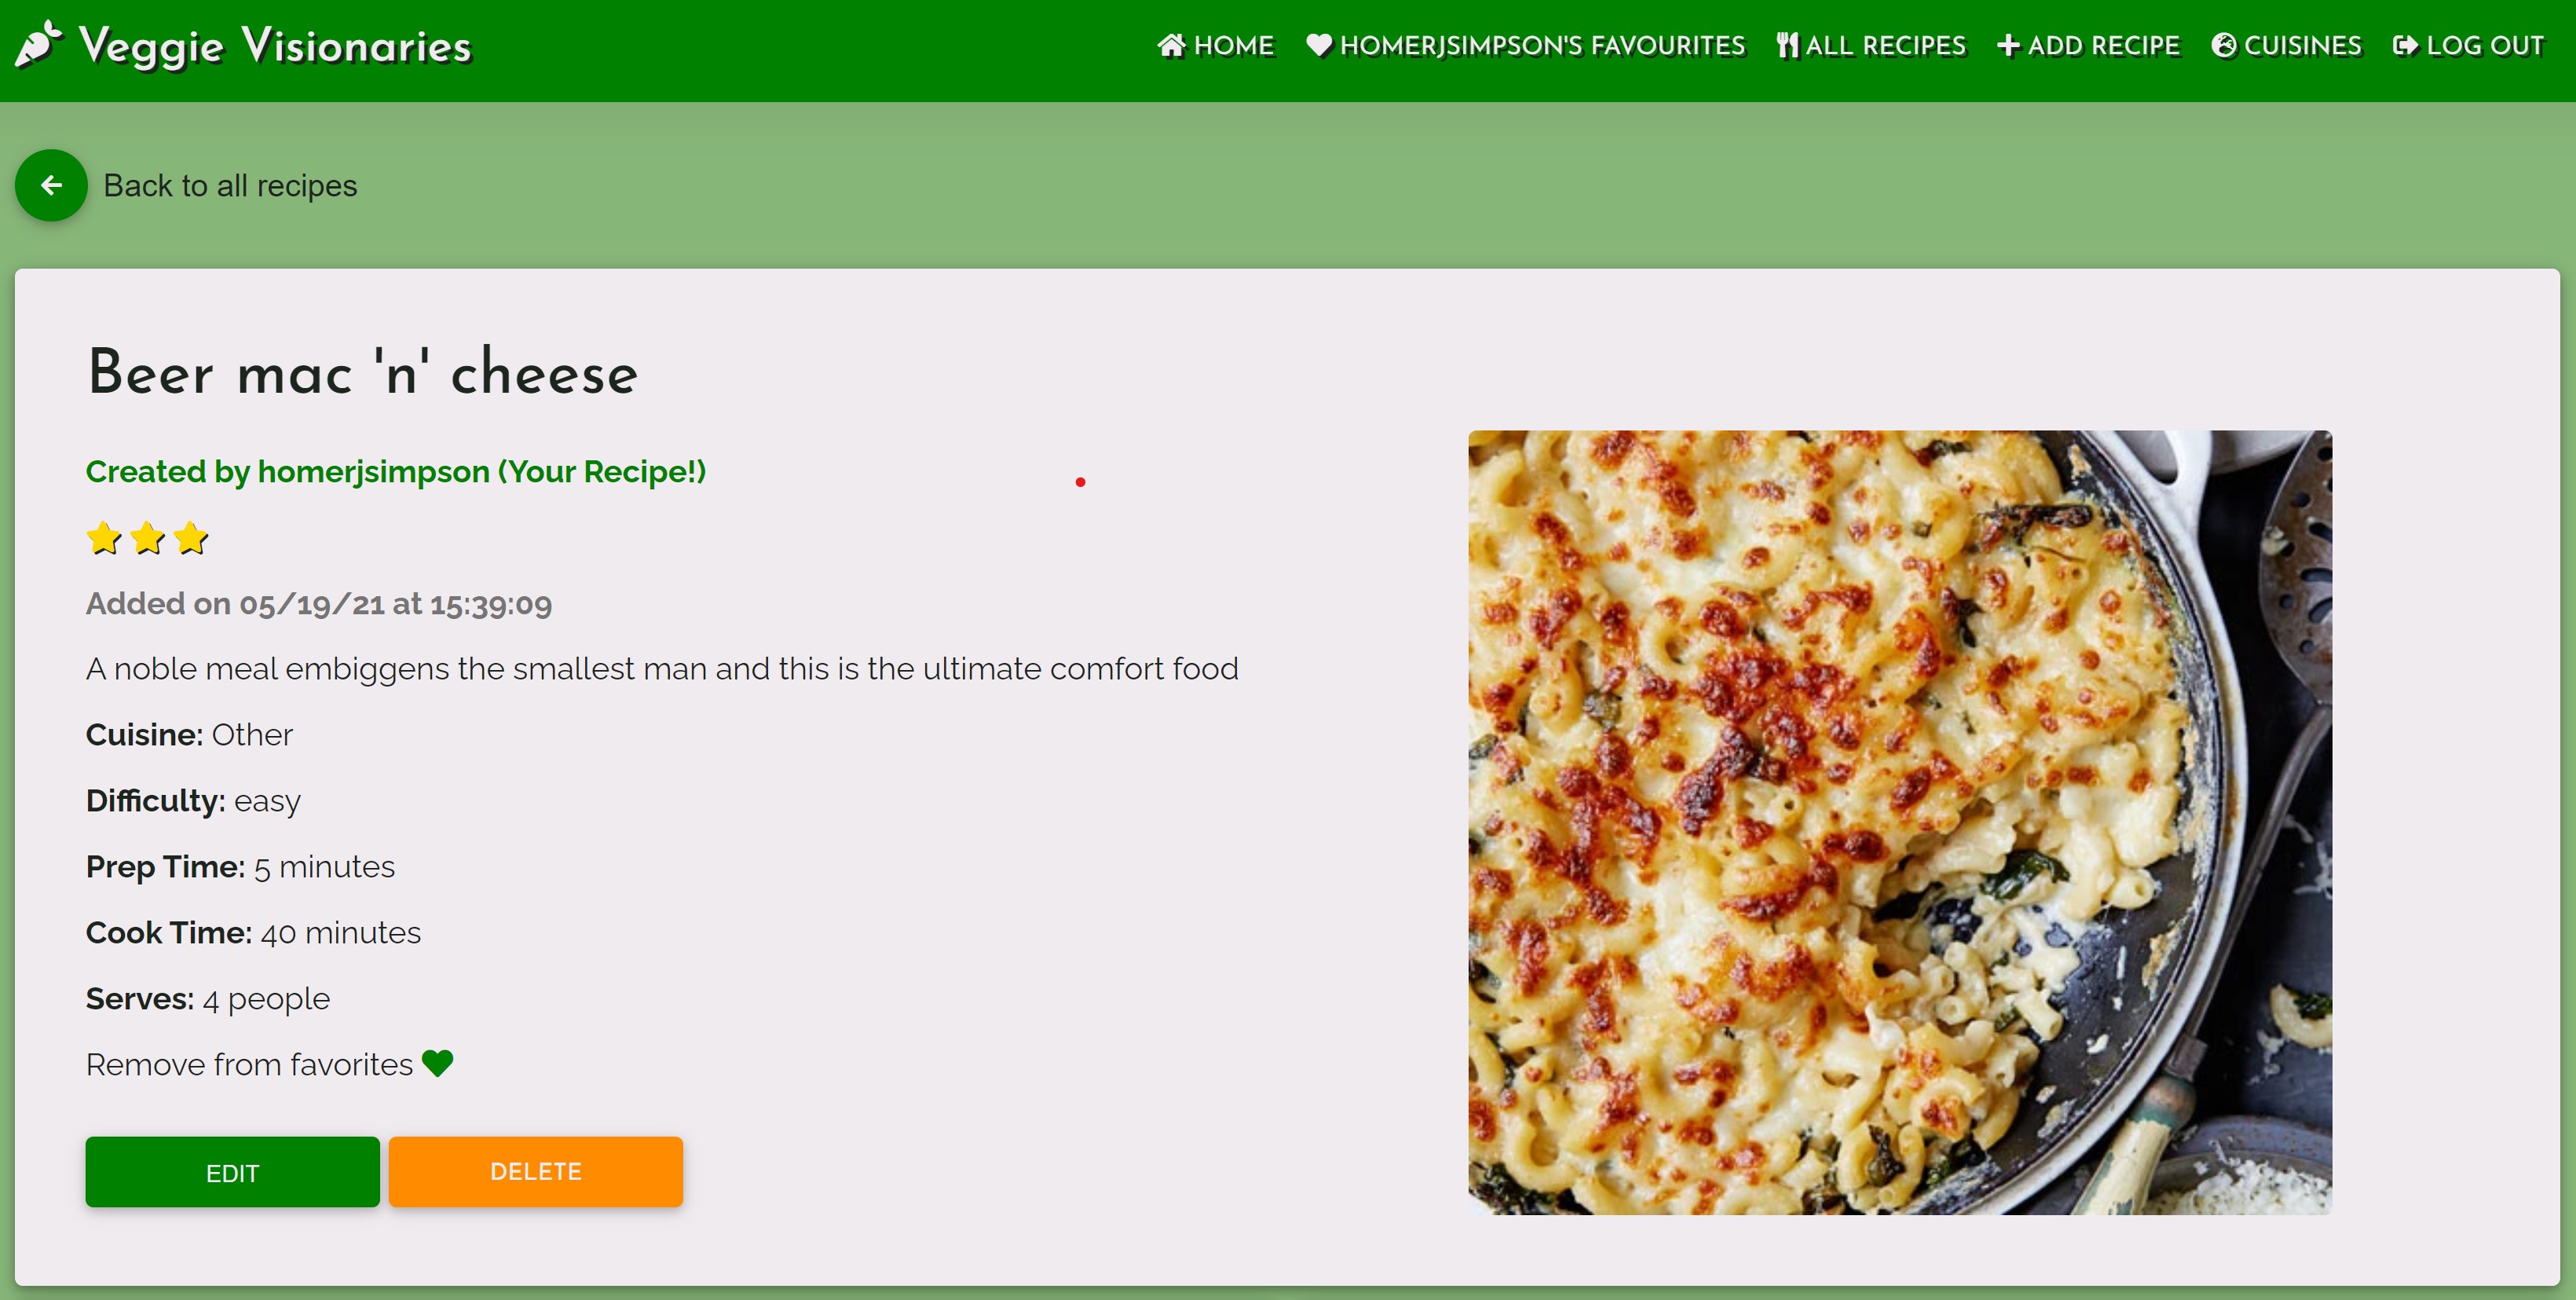 Veggie Visionaries
HOME HOMERJSIMPSON'S FAVOURITES ALL RECIPES ADD RECIPE CUISINES LOG OUT
Back to all recipes
Beer mac 'n' cheese
Created by homerjsimpson (Your Recipe!)
Added on 05/19/21 at 15:39:09
A noble meal embiggens the smallest man and this is the ultimate comfort food
Cuisine: Other
Difficulty: easy
Prep Time: 5 minutes
Cook Time: 40 minutes
Serves: 4 people
Remove from favorites
EDIT DELETE